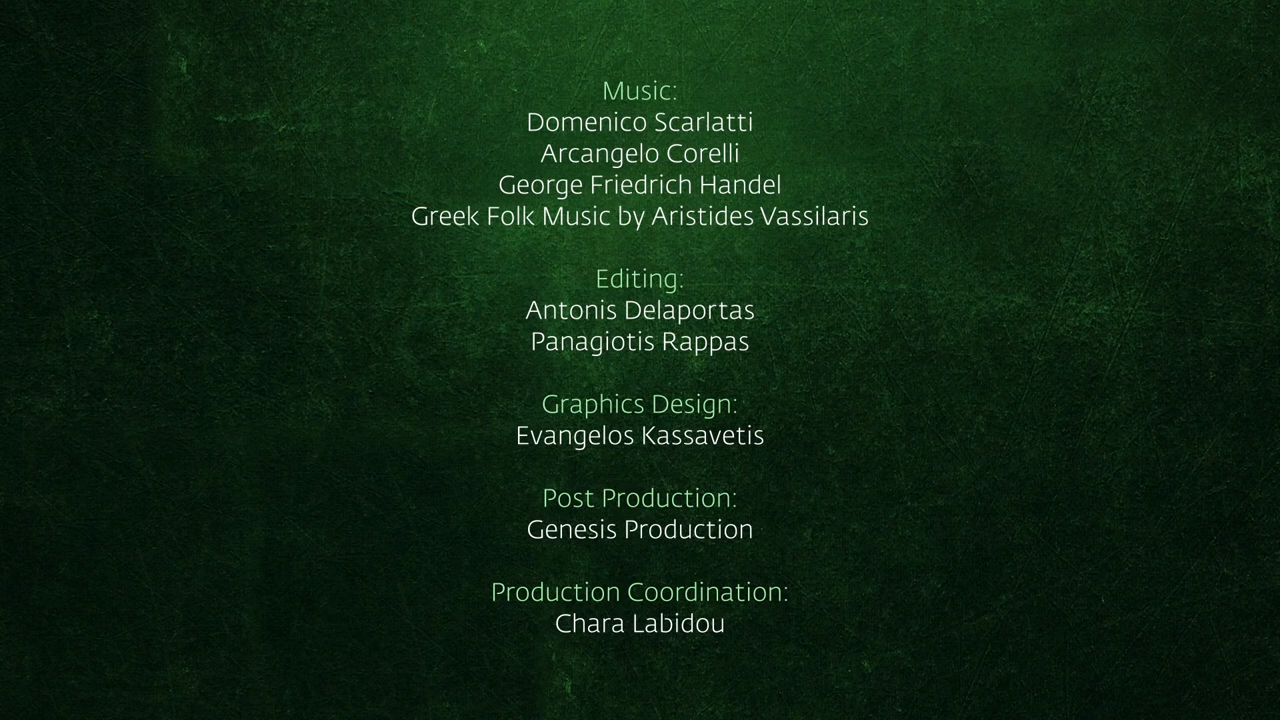 Music:
Domenico Scarlatti
Arcangelo Corelli
George Friedrich Handel
Greek Folk Music by Aristides Vassilaris
Editing:
Antonis Delaportas
Panagiotis Rappas
Graphics Design:
Evangelos Kassavetis
Post Production:
Genesis Production
Production Coordination:
Chara Labidou